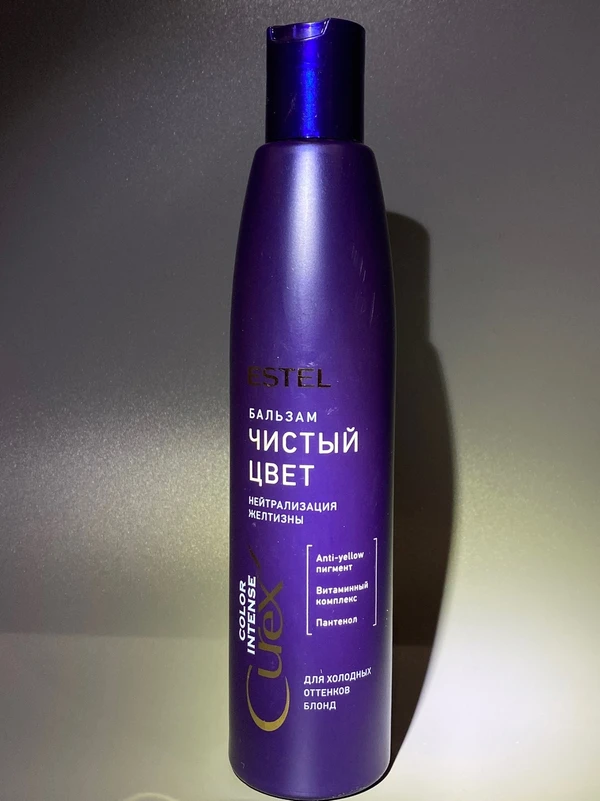 ESTEL
БАЛЬЗАМ
ЧИСТЫЙ
ЦВЕТ
НЕЙТРАЛИЗАЦИЯ
ЖЕЛТИЗНЫ
Anti-yellow
пигмент
Витаминный
комплекс
Пантенол
COLOR
INTENSE
Curex
ДЛЯ ХОЛОДНЫХ
ОТТЕНКОВ
БЛОНД